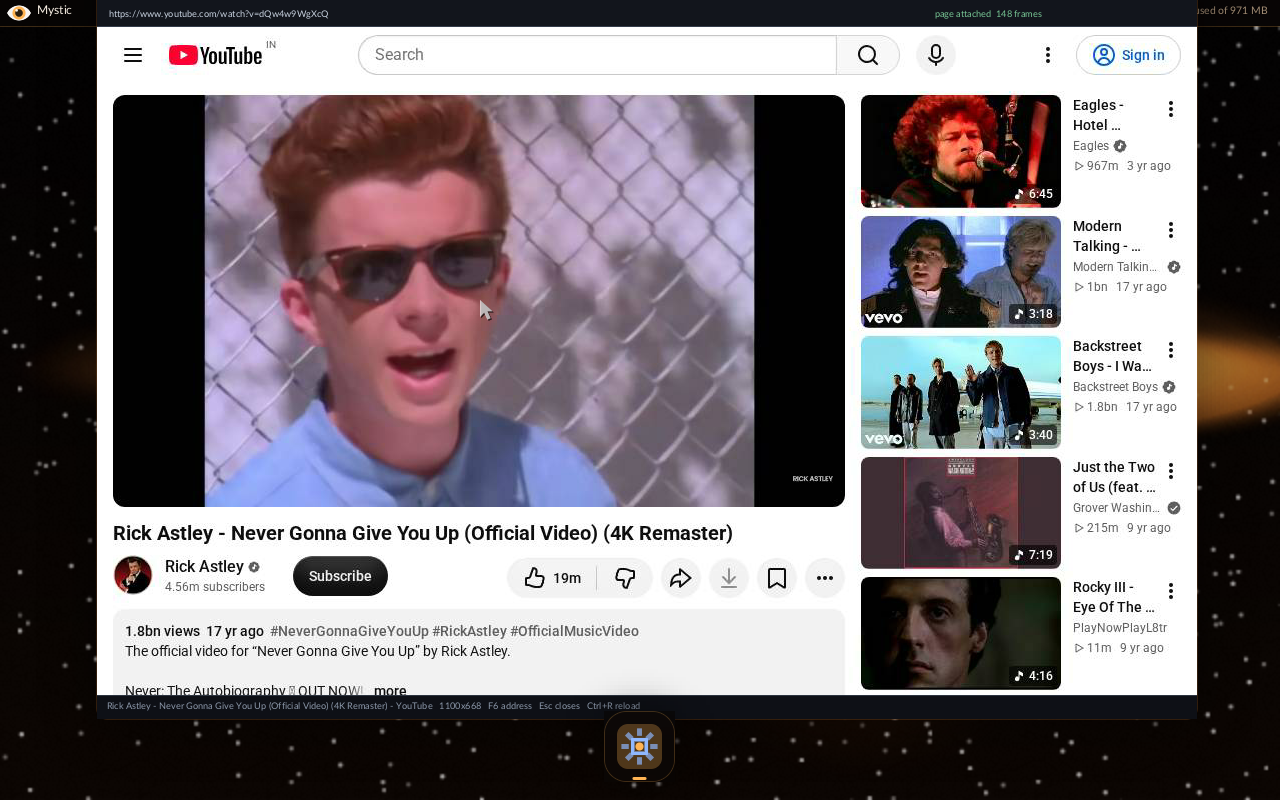 Mystic
https://www.youtube.com/watch?v=dQw4w9WgXcQ
page attached 148 frames
used of 971 MB
YouTube IN
Search
Sign in
RICK ASTLEY
Rick Astley - Never Gonna Give You Up (Official Video) (4K Remaster)
Rick Astley
4.56m subscribers
Subscribe
19m
1.8bn views 17 yr ago #NeverGonnaGiveYouUp #RickAstley #OfficialMusicVideo
The official video for “Never Gonna Give You Up” by Rick Astley.
Never: The Autobiography OUT NOW! more
Eagles -
Hotel ...
Eagles
967m 3 yr ago
6:45
Modern
Talking - ...
Modern Talkin...
1bn 17 yr ago
vevo
3:18
Backstreet
Boys - I Wa...
Backstreet Boys
1.8bn 17 yr ago
vevo
3:40
Just the Two
of Us (feat. ...
Grover Washin...
215m 9 yr ago
7:19
Rocky III -
Eye Of The ...
PlayNowPlayL8tr
11m 9 yr ago
4:16
Rick Astley - Never Gonna Give You Up (Official Video) (4K Remaster) - YouTube 1100x668 F6 address Esc closes Ctrl+R reload